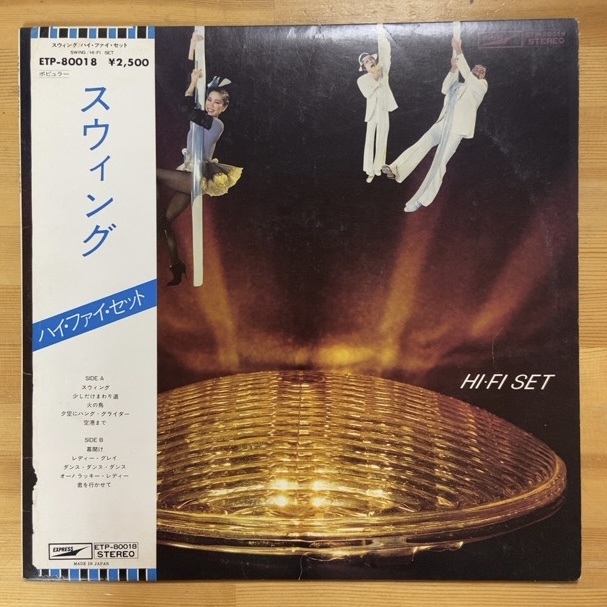 スウィング/ハイ・ファイ・セット
SWING/HI-FI SET
ETP-80018 ¥2,500
ポピュラー
スウィング
ハイ・ファイ・セット
SIDE A
スウィング
少しだけまわり道
火の鳥
夕空にハング・グライダー
空港まで
SIDE B
幕開け
レディー・グレイ
ダンス・ダンス・ダンス
オー!ラッキー・レディー
君を行かせて
EXPRESS
ETP-80018
STEREO
MADE IN JAPAN
ETP-80018
STEREO
HI-FI SET